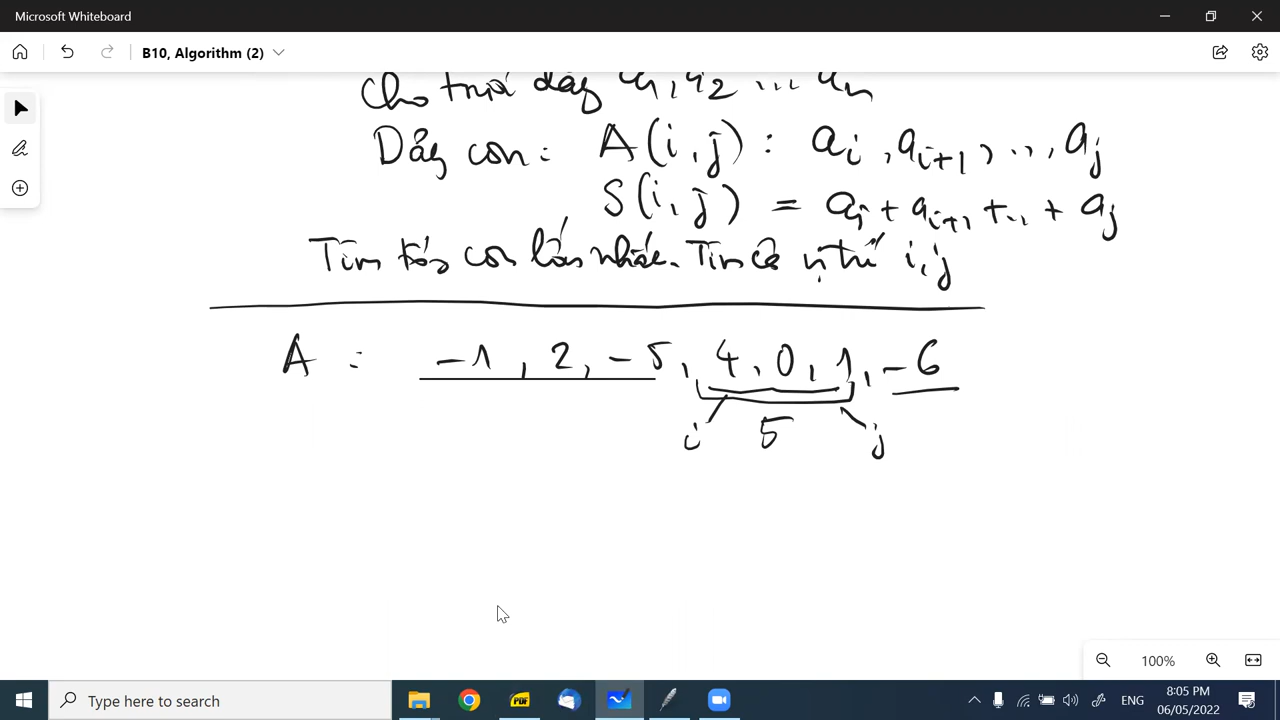 Microsoft Whiteboard
B10, Algorithm (2)
Cho trước dãy a1, a2 ... an
Dãy con: A(i,j): ai, ai+1, ..., aj
S(i,j) = ai + ai+1 + ... + aj
Tìm tổng con lớn nhất. Tìm cả vị trí i,j
A : -1, 2, -5, 4, 0, 1, -6
i 5 j
100%
Type here to search
PDF
ENG
8:05 PM
06/05/2022